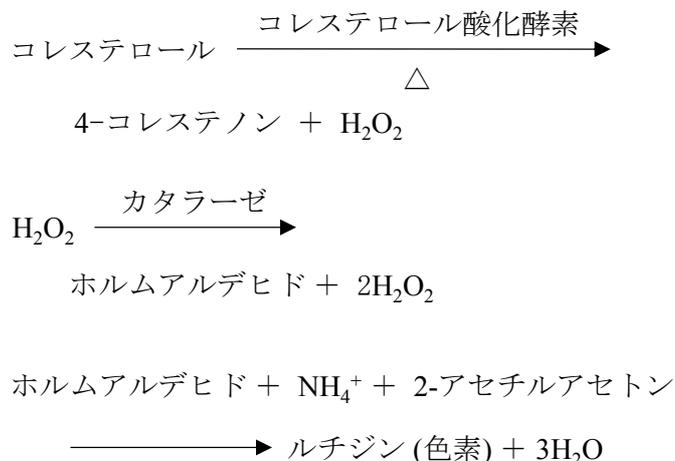 コレステロール酸化酵素
コレステロール
△
4-コレステノン + H₂O₂
カタラーゼ
H₂O₂
ホルムアルデヒド + 2H₂O₂
ホルムアルデヒド + NH₄⁺ + 2-アセチルアセトン
ルチジン (色素) + 3H₂O